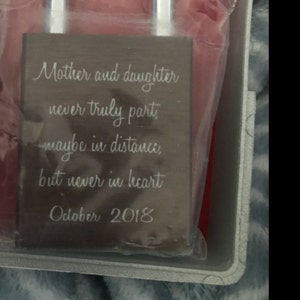 Mother and daughter
never truly part,
maybe in distance,
but never in heart
October 2018